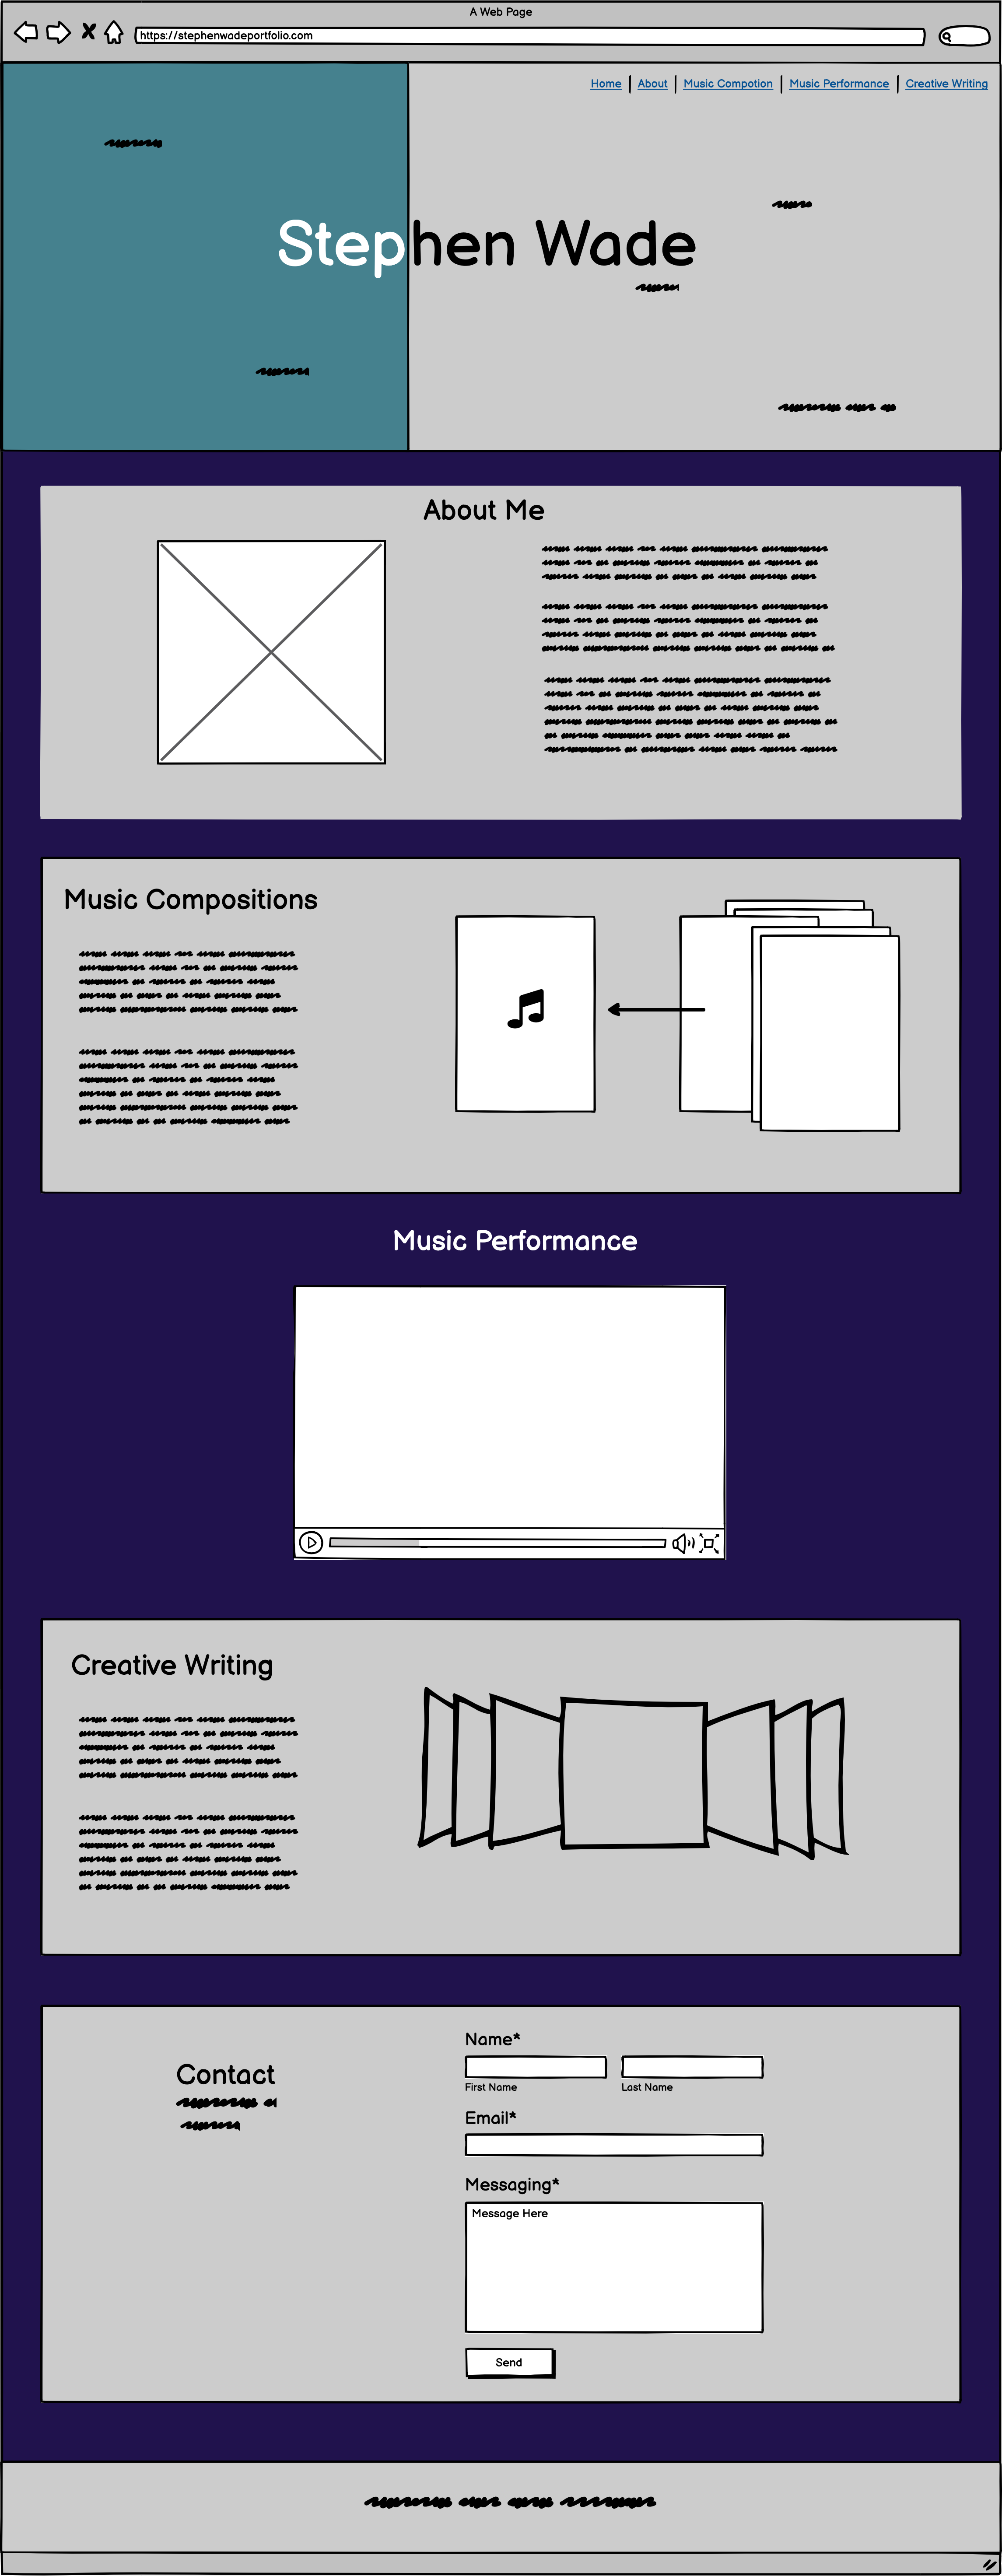 A Web Page
https://stephenwadeportfolio.com
Home | About | Music Compotion | Music Performance | Creative Writing
Stephen Wade
About Me
Music Compositions
Music Performance
Creative Writing
Contact
Name*
First Name Last Name
Email*
Messaging*
Message Here
Send